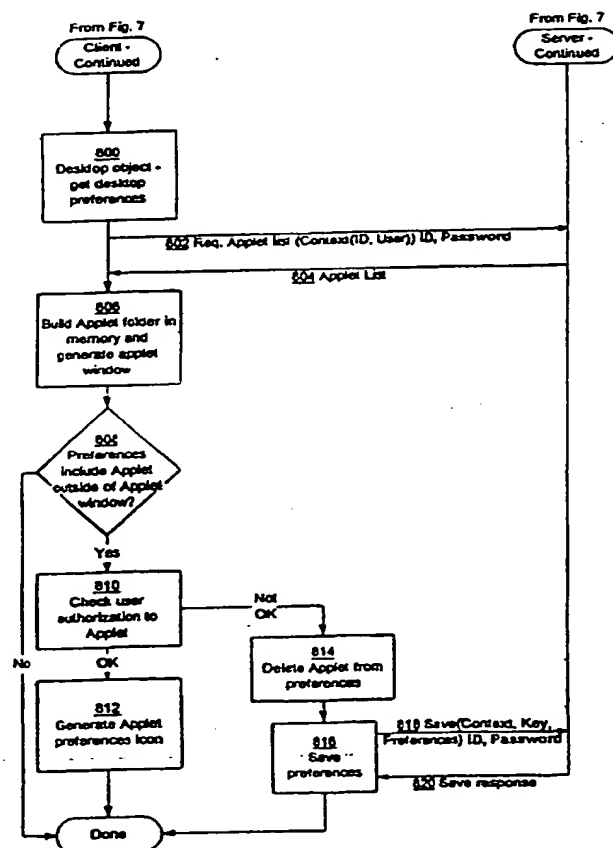 From Fig. 7
Client -
Continued
From Fig. 7
Server -
Continued
800
Desktop object -
get desktop
preferences
802 Req. Applet list (Context(ID, User)) ID, Password
804 Applet List
806
Build Applet folder in
memory and
generate applet
window
808
Preferences
include Applet
outside of Applet
window?
Yes
No
810
Check user
authorization to
Applet
Not
OK
OK
814
Delete Applet from
preferences
812
Generate Applet
preferences Icon
816
Save
preferences
818 Save(Context, Key,
Preferences) ID, Password
820 Save response
Done